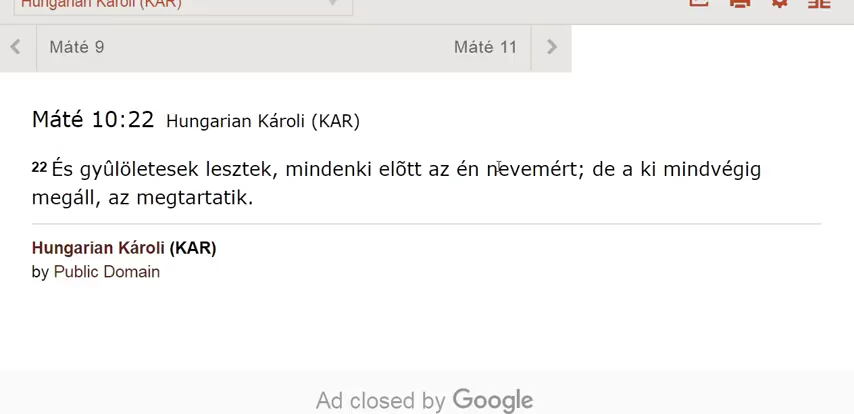 Hungarian Károli (KAR)
Máté 9
Máté 11
Máté 10:22 Hungarian Károli (KAR)
22 És gyûlöletesek lesztek, mindenki elõtt az én nevemért; de a ki mindvégig
megáll, az megtartatik.
Hungarian Károli (KAR)
by Public Domain
Ad closed by Google